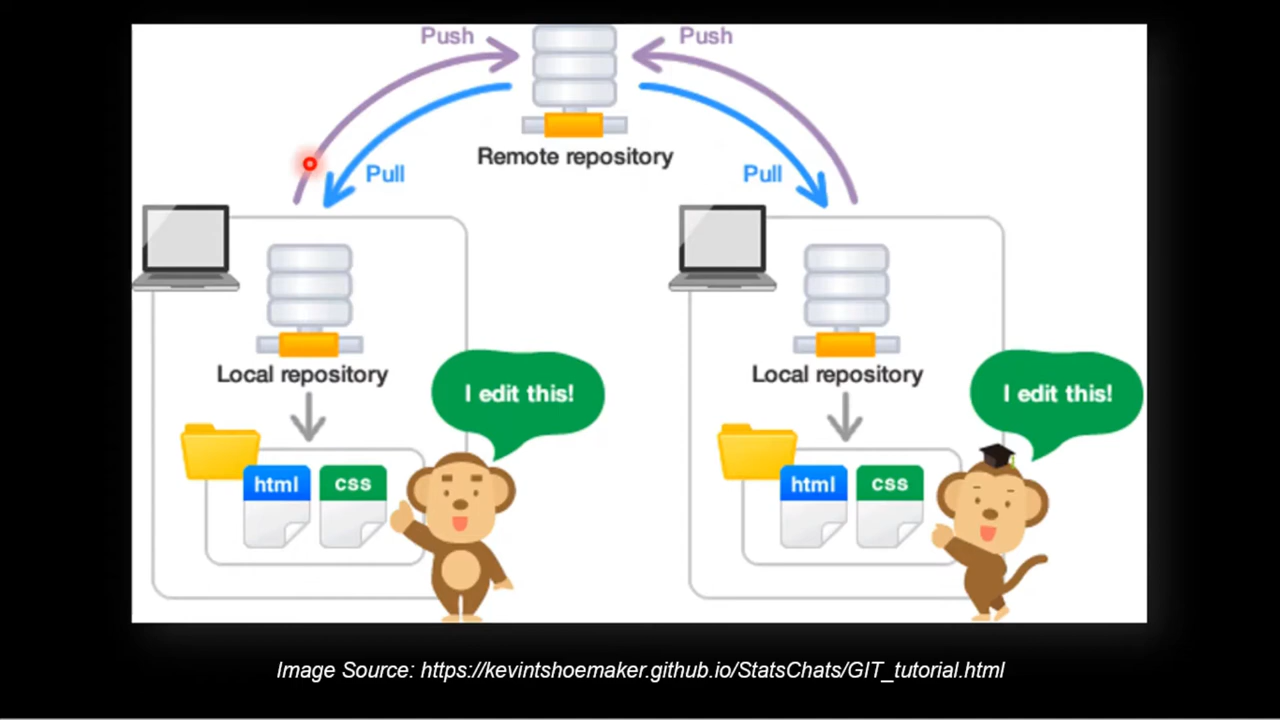 Push
Push
Remote repository
Pull
Pull
Local repository
Local repository
I edit this!
I edit this!
html
css
html
css
Image Source: https://kevintshoemaker.github.io/StatsChats/GIT_tutorial.html